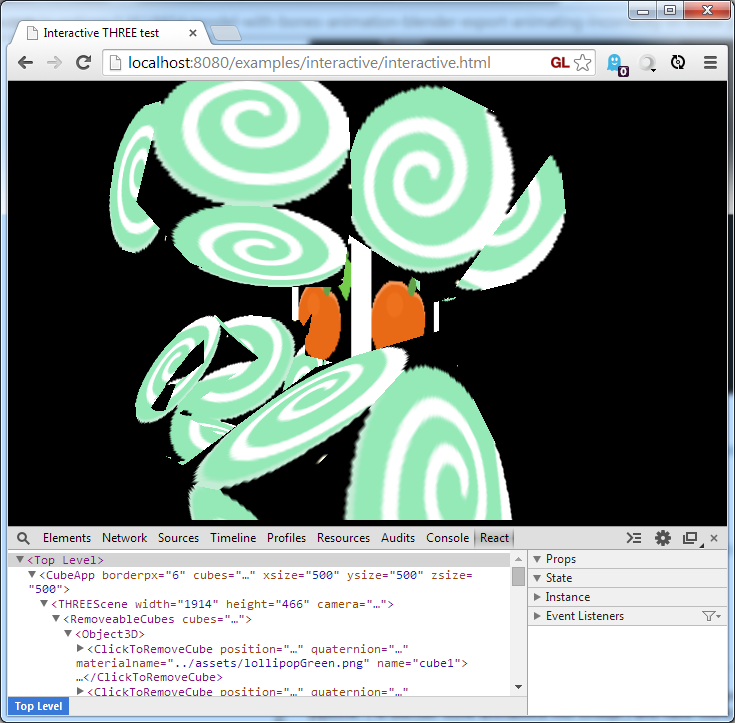 Interactive THREE test
localhost:8080/examples/interactive/interactive.html
GL
0
Elements Network Sources Timeline Profiles Resources Audits Console React
<Top Level>
<CubeApp borderpx="6" cubes="…" xsize="500" ysize="500" zsize=
"500">
<THREEScene width="1914" height="466" camera="…">
<RemoveableCubes cubes="…">
<Object3D>
<ClickToRemoveCube position="…" quaternion="…"
materialname="../assets/lollipopGreen.png" name="cube1">
…</ClickToRemoveCube>
<ClickToRemoveCube position="…" quaternion="…"
Props
State
Instance
Event Listeners
Top Level